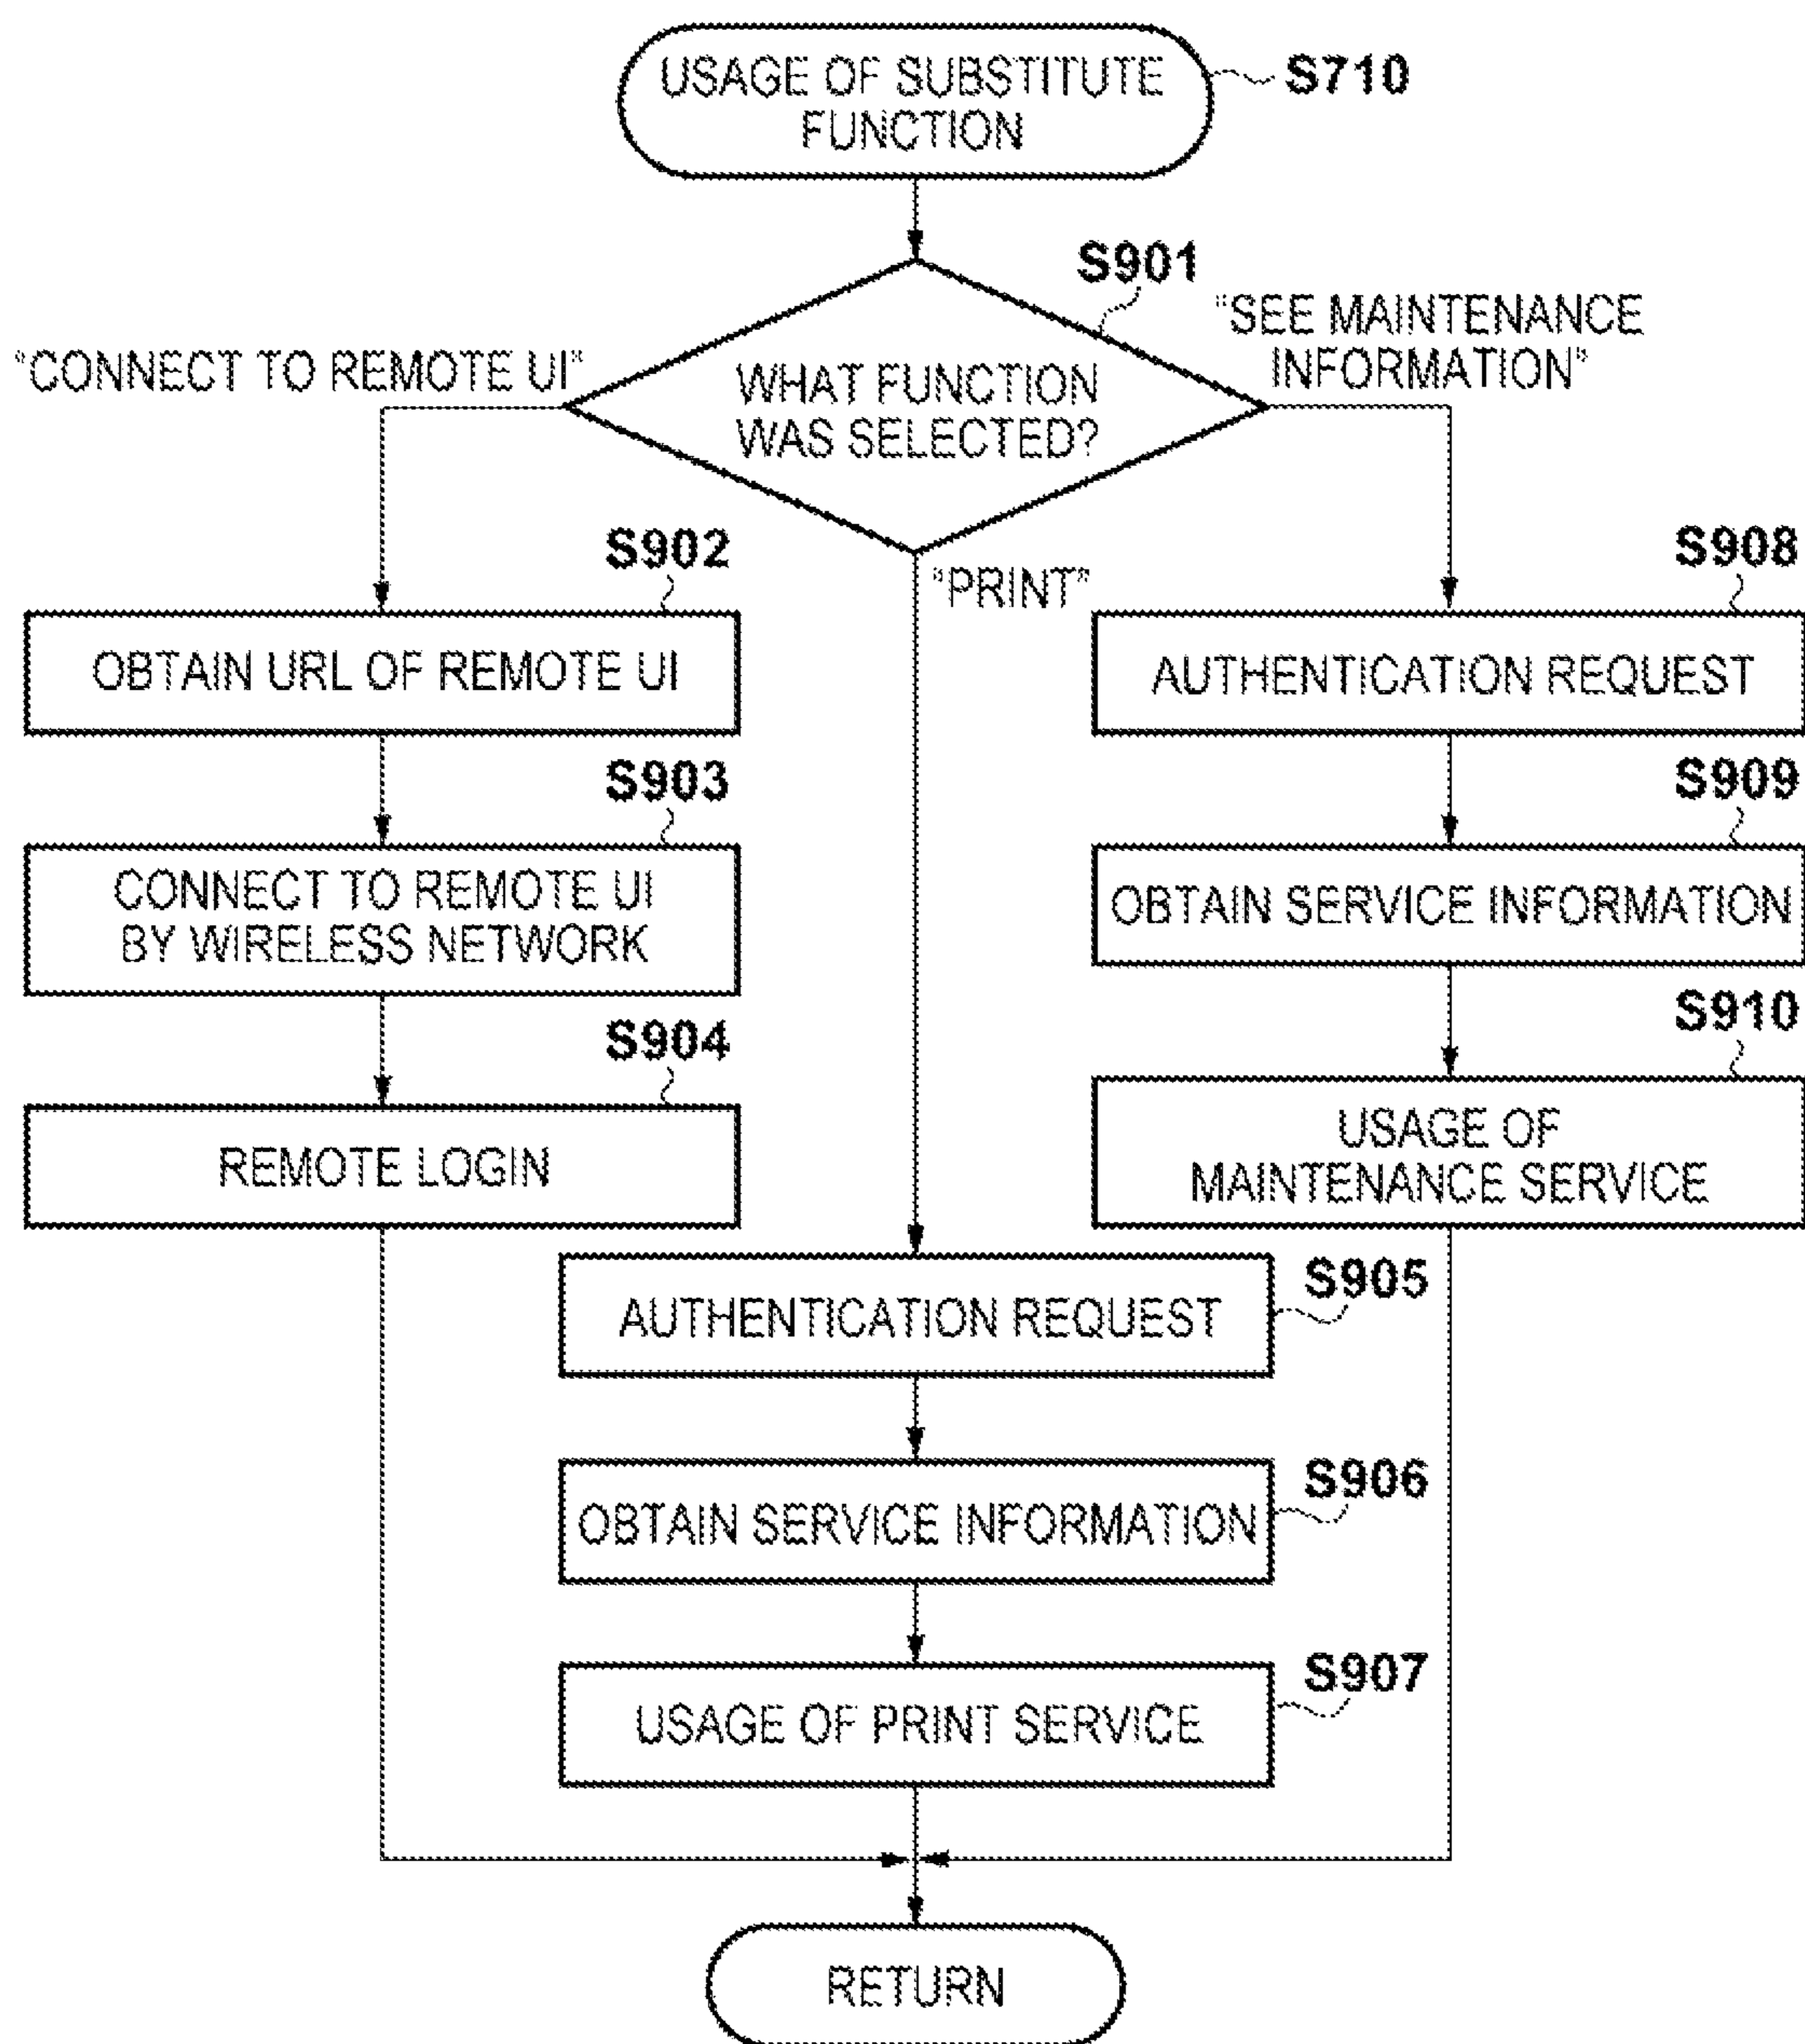 USAGE OF SUBSTITUTE
FUNCTION
S710
S901
"SEE MAINTENANCE
INFORMATION"
"CONNECT TO REMOTE UI"
WHAT FUNCTION
WAS SELECTED?
"PRINT"
S902
OBTAIN URL OF REMOTE UI
S903
CONNECT TO REMOTE UI
BY WIRELESS NETWORK
S904
REMOTE LOGIN
S908
AUTHENTICATION REQUEST
S909
OBTAIN SERVICE INFORMATION
S910
USAGE OF
MAINTENANCE SERVICE
S905
AUTHENTICATION REQUEST
S906
OBTAIN SERVICE INFORMATION
S907
USAGE OF PRINT SERVICE
RETURN